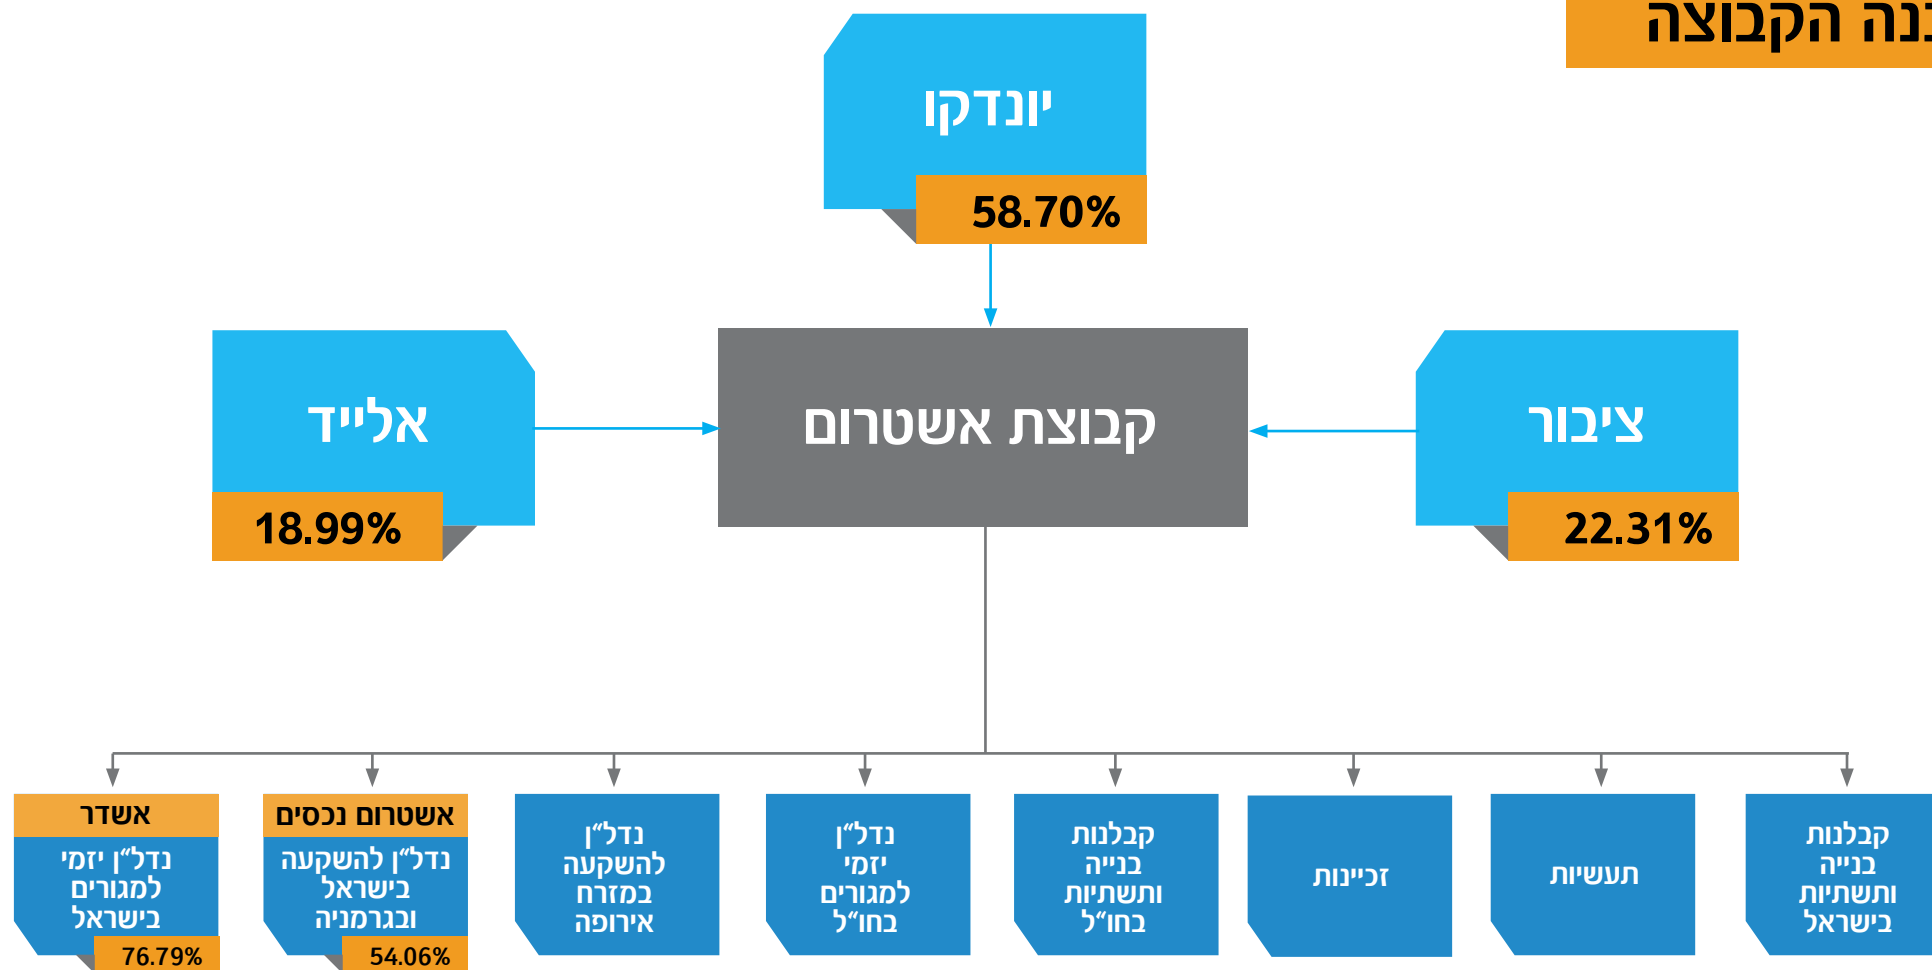 הקבוצה
יונדקו
58.70%
ציבור
22.31%
קבוצת אשטרום
אלייד
18.99%
קבלנות
בנייה
ותשתיות
בישראל
תעשיות
זכיינות
קבלנות
בנייה
ותשתיות
בחו״ל
נדל״ן
יזמי
למגורים
בחו״ל
נדל״ן
להשקעה
במזרח
אירופה
אשטרום נכסים
נדל״ן להשקעה
בישראל
ובגרמניה
54.06%
אשדר
נדל״ן יזמי
למגורים
בישראל
76.79%